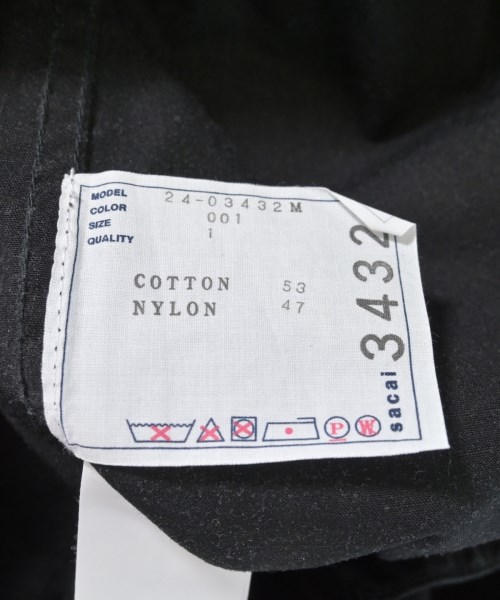 MODEL 24-03432M
COLOR 001
SIZE 1
QUALITY
COTTON 53
NYLON 47
P W
sacai 3432